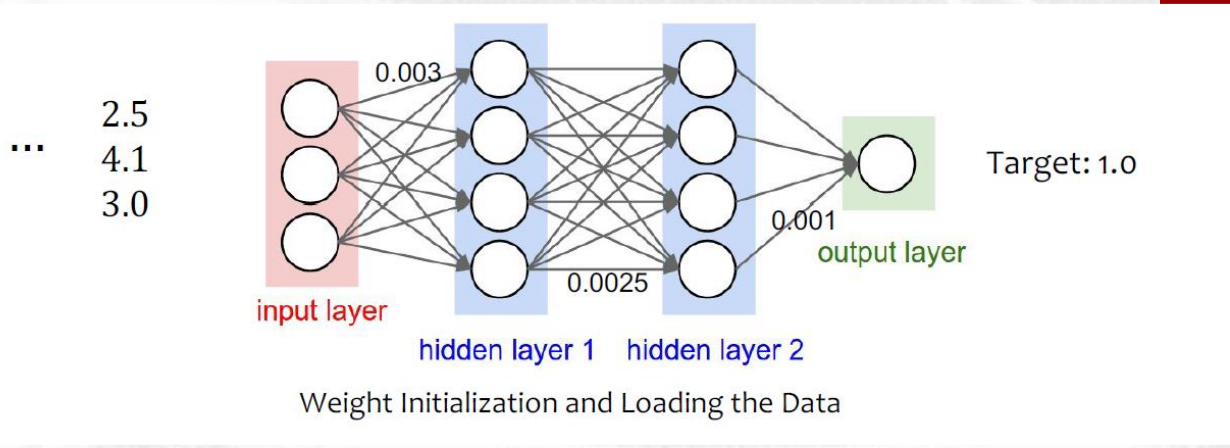 ...
2.5
4.1
3.0
0.003
0.0025
0.001
Target: 1.0
input layer
hidden layer 1
hidden layer 2
output layer
Weight Initialization and Loading the Data